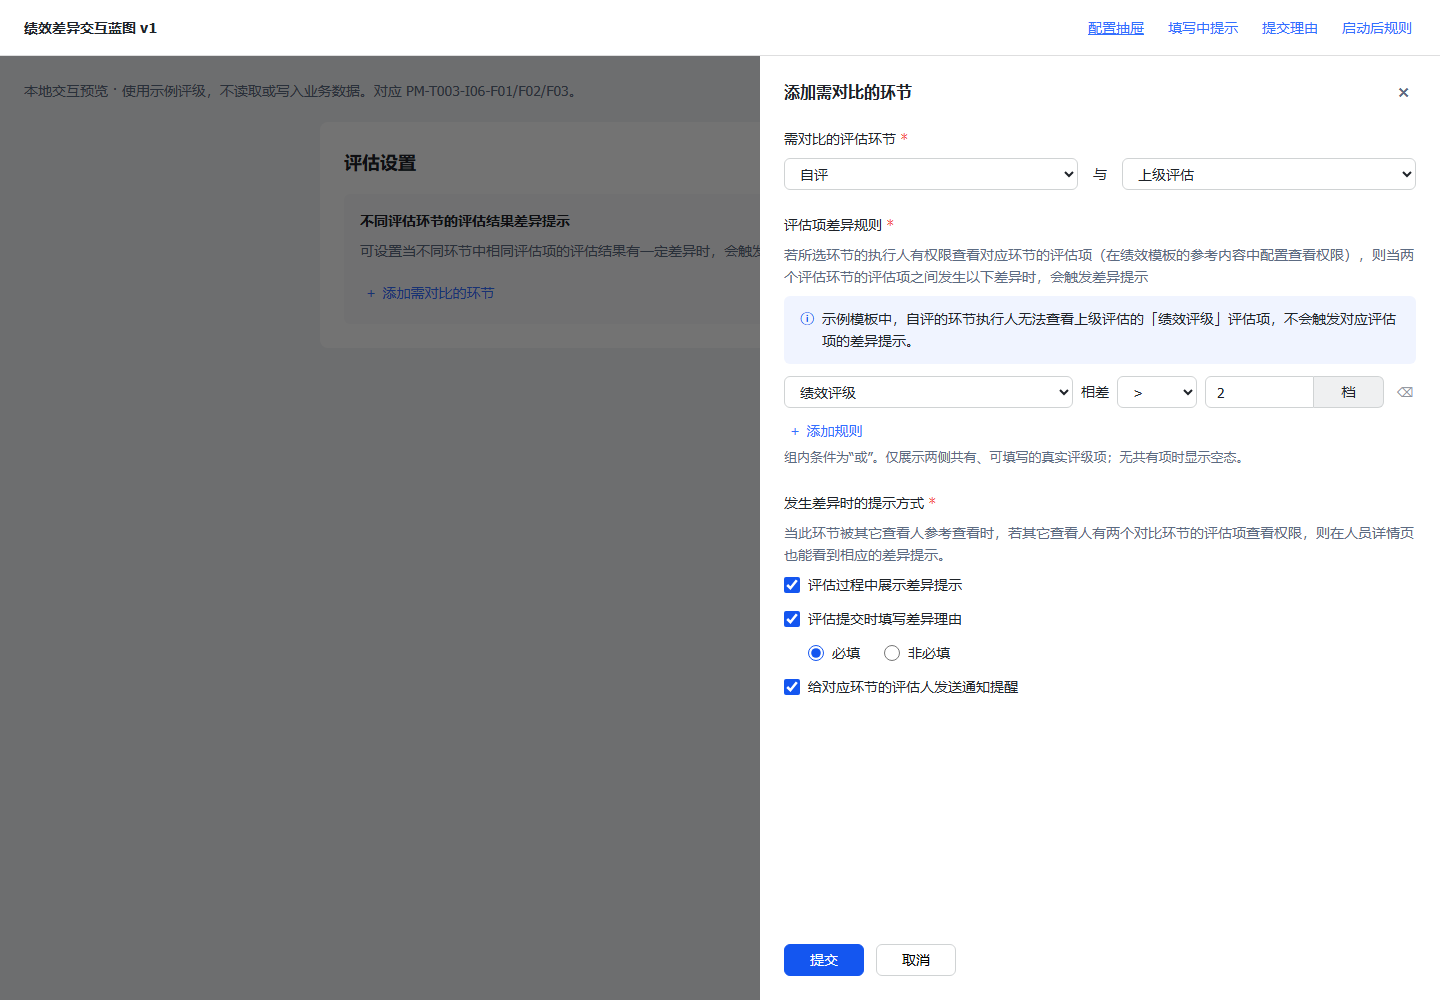 绩效差异交互蓝图 v1
配置抽屉 填写中提示 提交理由 启动后规则
本地交互预览 · 使用示例评级，不读取或写入业务数据。对应 PM-T003-I06-F01/F02/F03。
评估设置
不同评估环节的评估结果差异提示
可设置当不同环节中相同评估项的评估结果有一定差异时，会触发
+ 添加需对比的环节
添加需对比的环节 ×
需对比的评估环节 *
自评 与 上级评估
评估项差异规则 *
若所选环节的执行人有权限查看对应环节的评估项（在绩效模板的参考内容中配置查看权限），则当两
个评估环节的评估项之间发生以下差异时，会触发差异提示
示例模板中，自评的环节执行人无法查看上级评估的「绩效评级」评估项，不会触发对应评估
项的差异提示。
绩效评级 相差 > 2 档 ⌫
+ 添加规则
组内条件为“或”。仅展示两侧共有、可填写的真实评级项；无共有项时显示空态。
发生差异时的提示方式 *
当此环节被其它查看人参考查看时，若其它查看人有两个对比环节的评估项查看权限，则在人员详情页
也能看到相应的差异提示。
评估过程中展示差异提示
评估提交时填写差异理由
必填 非必填
给对应环节的评估人发送通知提醒
提交 取消